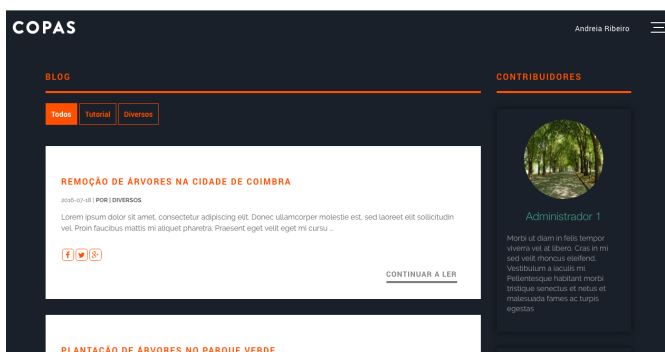 COPAS
Andreia Ribeiro
BLOG
Todos Tutorial Diversos
REMOÇÃO DE ÁRVORES NA CIDADE DE COIMBRA
2016-07-18 | POR | DIVERSOS
Lorem ipsum dolor sit amet, consectetur adipiscing elit. Donec ullamcorper molestie est, sed laoreet elit sollicitudin
vel. Proin faucibus mattis mi aliquet pharetra. Praesent eget velit eget mi cursu ...
CONTINUAR A LER
PLANTAÇÃO DE ÁRVORES NO PARQUE VERDE
CONTRIBUIDORES
Administrador 1
Morbi ut diam in felis tempor
viverra vel at libero. Cras in mi
sed velit rhoncus eleifend.
Vestibulum a iaculis mi.
Pellentesque habitant morbi
tristique senectus et netus et
malesuada fames ac turpis
egestas